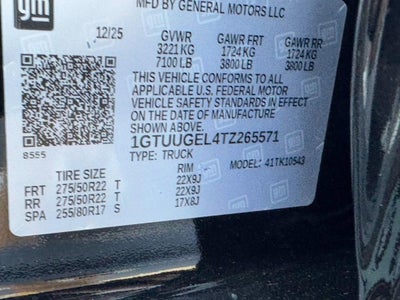 gm
MFD BY GENERAL MOTORS LLC
12/25 GVWR GAWR FRT GAWR RR
3221 KG 1724 KG 1724 KG
7100 LB 3800 LB 3800 LB
THIS VEHICLE CONFORMS TO ALL
APPLICABLE U.S. FEDERAL MOTOR
VEHICLE SAFETY STANDARDS IN EFFECT ON
THE DATE OF MANUFACTURE SHOWN ABOVE.
1GTUUGEL4TZ265571
8555 TYPE: TRUCK MODEL: 41TK10543
TIRE SIZE RIM
FRT 275/50R22 T 22X9J
RR 275/50R22 T 22X9J
SPA 255/80R17 S 17X8J